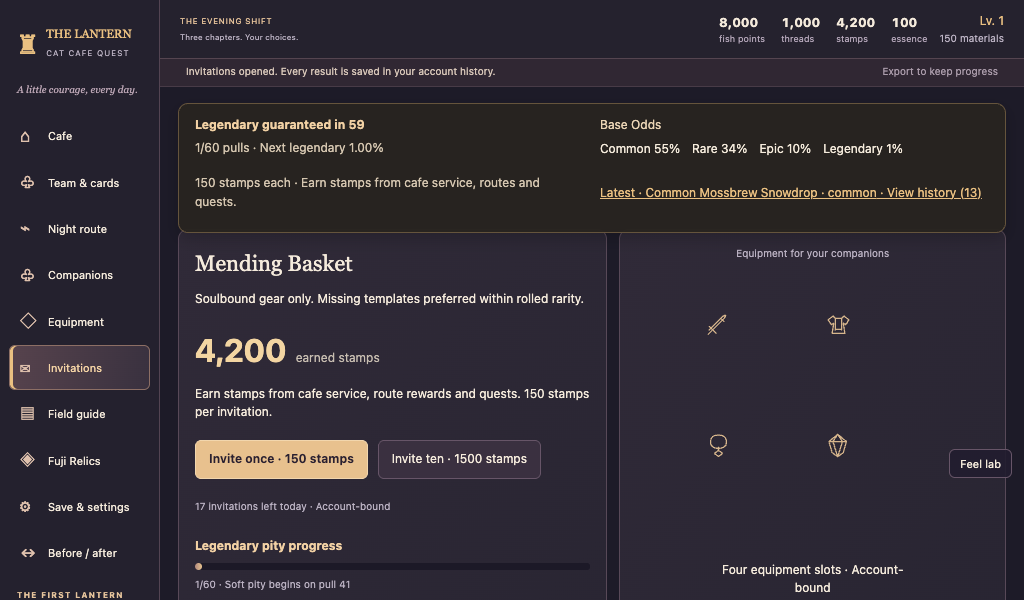 THE LANTERN
CAT CAFE QUEST
A little courage, every day.
Cafe
Team & cards
Night route
Companions
Equipment
Invitations
Field guide
Fuji Relics
Save & settings
Before / after
THE FIRST LANTERN
THE EVENING SHIFT
Three chapters. Your choices.
8,000 fish points
1,000 threads
4,200 stamps
100 essence
Lv. 1
150 materials
Invitations opened. Every result is saved in your account history.
Export to keep progress
Legendary guaranteed in 59
1/60 pulls · Next legendary 1.00%
150 stamps each · Earn stamps from cafe service, routes and
quests.
Base Odds
Common 55% Rare 34% Epic 10% Legendary 1%
Latest · Common Mossbrew Snowdrop · common · View history (13)
Mending Basket
Soulbound gear only. Missing templates preferred within rolled rarity.
4,200 earned stamps
Earn stamps from cafe service, route rewards and quests. 150 stamps
per invitation.
Invite once · 150 stamps
Invite ten · 1500 stamps
17 invitations left today · Account-bound
Legendary pity progress
1/60 · Soft pity begins on pull 41
Equipment for your companions
Feel lab
Four equipment slots · Account-
bound